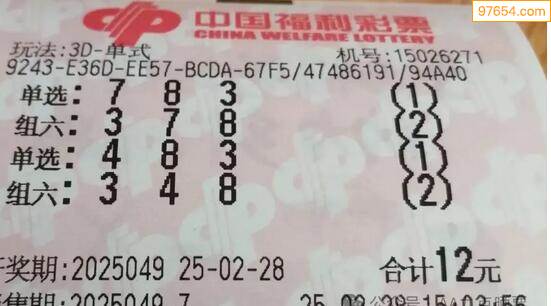 97654.com
中国福利彩票
CHINA WELFARE LOTTERY
玩法:3D-单式 机号:15026271
9243-E36D-EE57-BCDA-67F5/47486191/94A40
单选: 7 8 3 (1)
组六: 3 7 8 (2)
单选: 4 8 3 (1)
组六: 3 4 8 (2)
奖期:2025049 25-02-28 合计12元